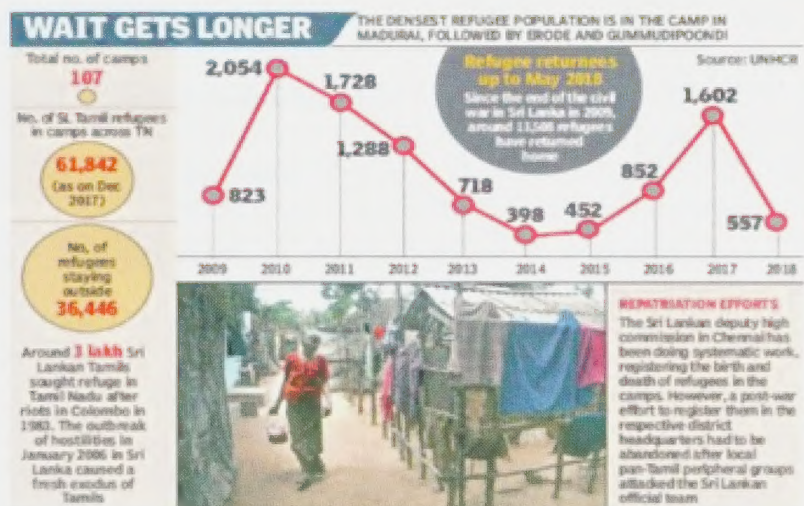 WAIT GETS LONGER
THE DENSEST REFUGEE POPULATION IS IN THE CAMP IN
MADURAI, FOLLOWED BY ERODE AND GUMMUDIPOONDI
Total no. of camps
107
No. of SL Tamil refugees
in camps across TN
61,842
(as on Dec
2017)
No. of
refugees
staying
outside
36,446
Around 3 lakh Sri
Lankan Tamils
sought refuge in
Tamil Nadu after
riots in Colombo in
1983. The outbreak
of hostilities in
January 2006 in Sri
Lanka caused a
fresh exodus of
Tamils
Refugee returnees
up to May 2018
Since the end of the civil
war in Sri Lanka in 2009,
around refugees
have returned
home
Source: UNHCR
823
2,054
1,728
1,288
718
398
452
852
1,602
557
2009 2010 2011 2012 2013 2014 2015 2016 2017 2018
REPATRIATION EFFORTS
The Sri Lankan deputy high
commission in Chennai has
been doing systematic work,
registering the birth and
death of refugees in the
camps. However, a post-war
effort to register them in the
respective district
headquarters had to be
abandoned after local
pan-Tamil peripheral groups
attacked the Sri Lankan
official team